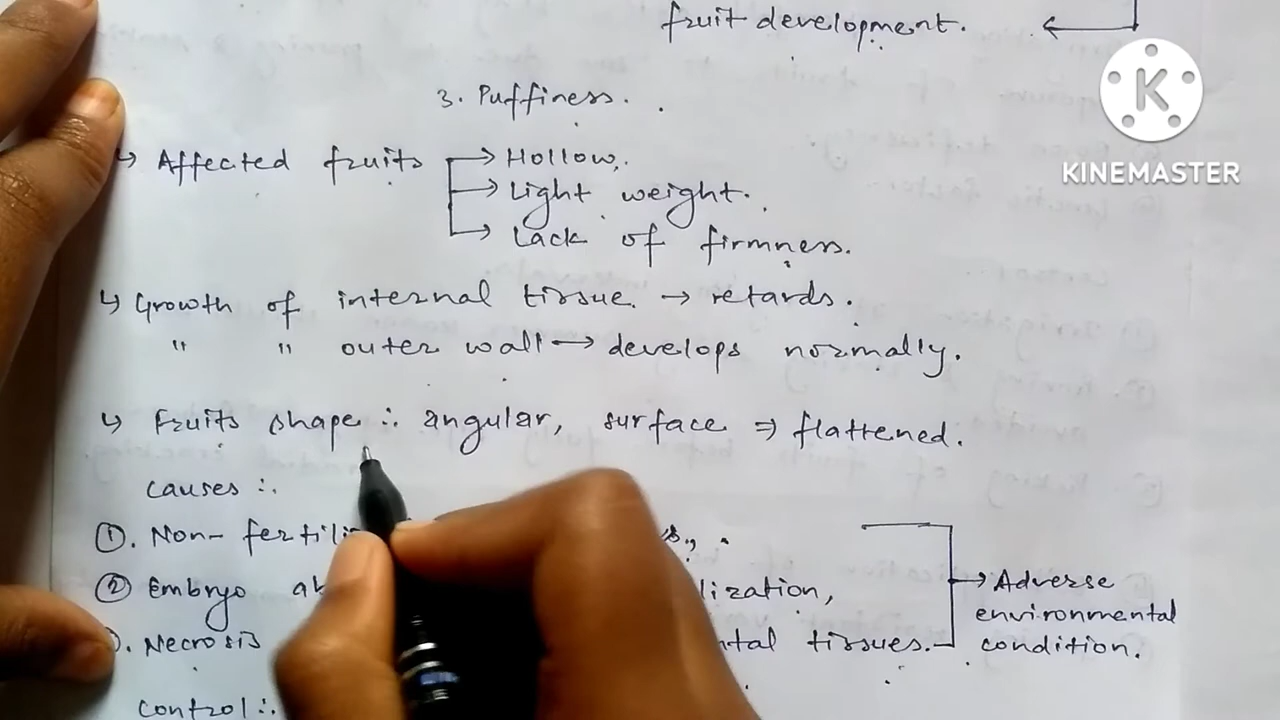 fruit development. ←
3. Puffiness.
↳ Affected fruits → Hollow.
→ Light weight.
→ Lack of firmness.
↳ Growth of internal tissue → retards.
" " outer wall → develops normally.
↳ Fruits shape :. angular, surface ⇒ flattened.
causes :.
①. Non-
② Embryo lization,
Necrosis tissues.
→ Adverse
environmental
condition.
control :.
K
KINEMASTER